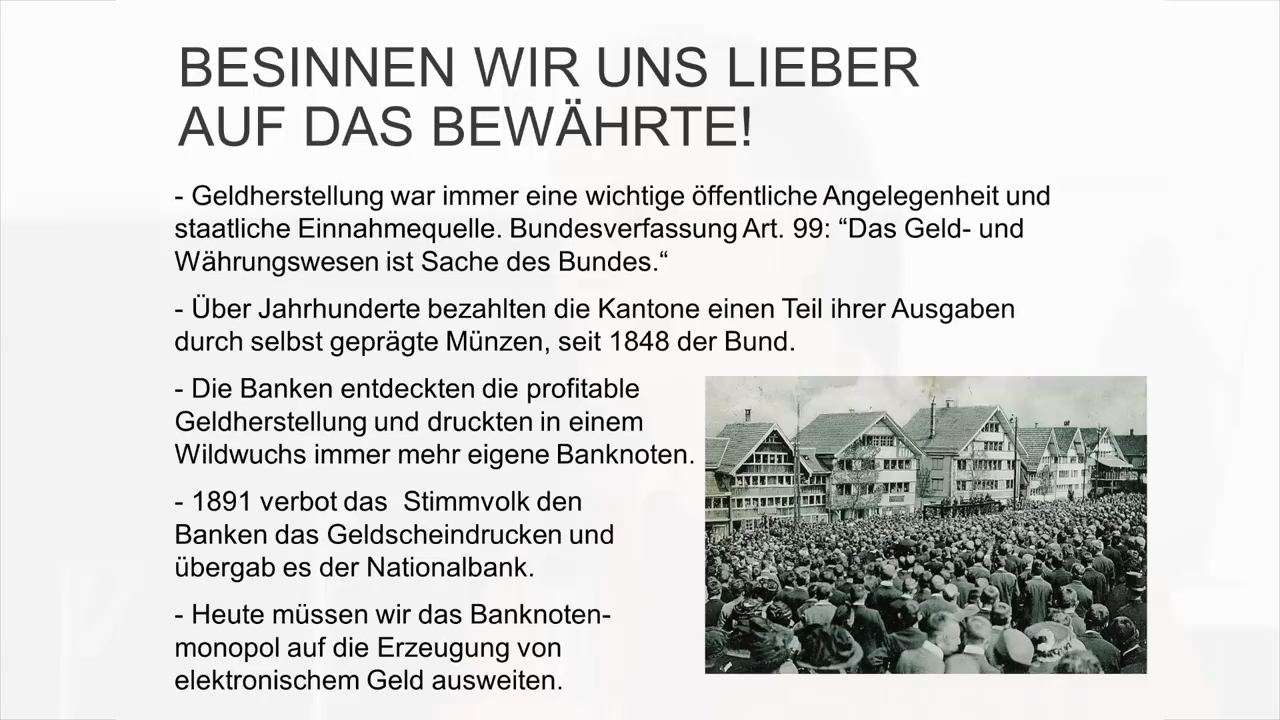 BESINNEN WIR UNS LIEBER
AUF DAS BEWÄHRTE!
- Geldherstellung war immer eine wichtige öffentliche Angelegenheit und
staatliche Einnahmequelle. Bundesverfassung Art. 99: “Das Geld- und
Währungswesen ist Sache des Bundes.“
- Über Jahrhunderte bezahlten die Kantone einen Teil ihrer Ausgaben
durch selbst geprägte Münzen, seit 1848 der Bund.
- Die Banken entdeckten die profitable
Geldherstellung und druckten in einem
Wildwuchs immer mehr eigene Banknoten.
- 1891 verbot das  Stimmvolk den
Banken das Geldscheindrucken und
übergab es der Nationalbank.
- Heute müssen wir das Banknoten-
monopol auf die Erzeugung von
elektronischem Geld ausweiten.